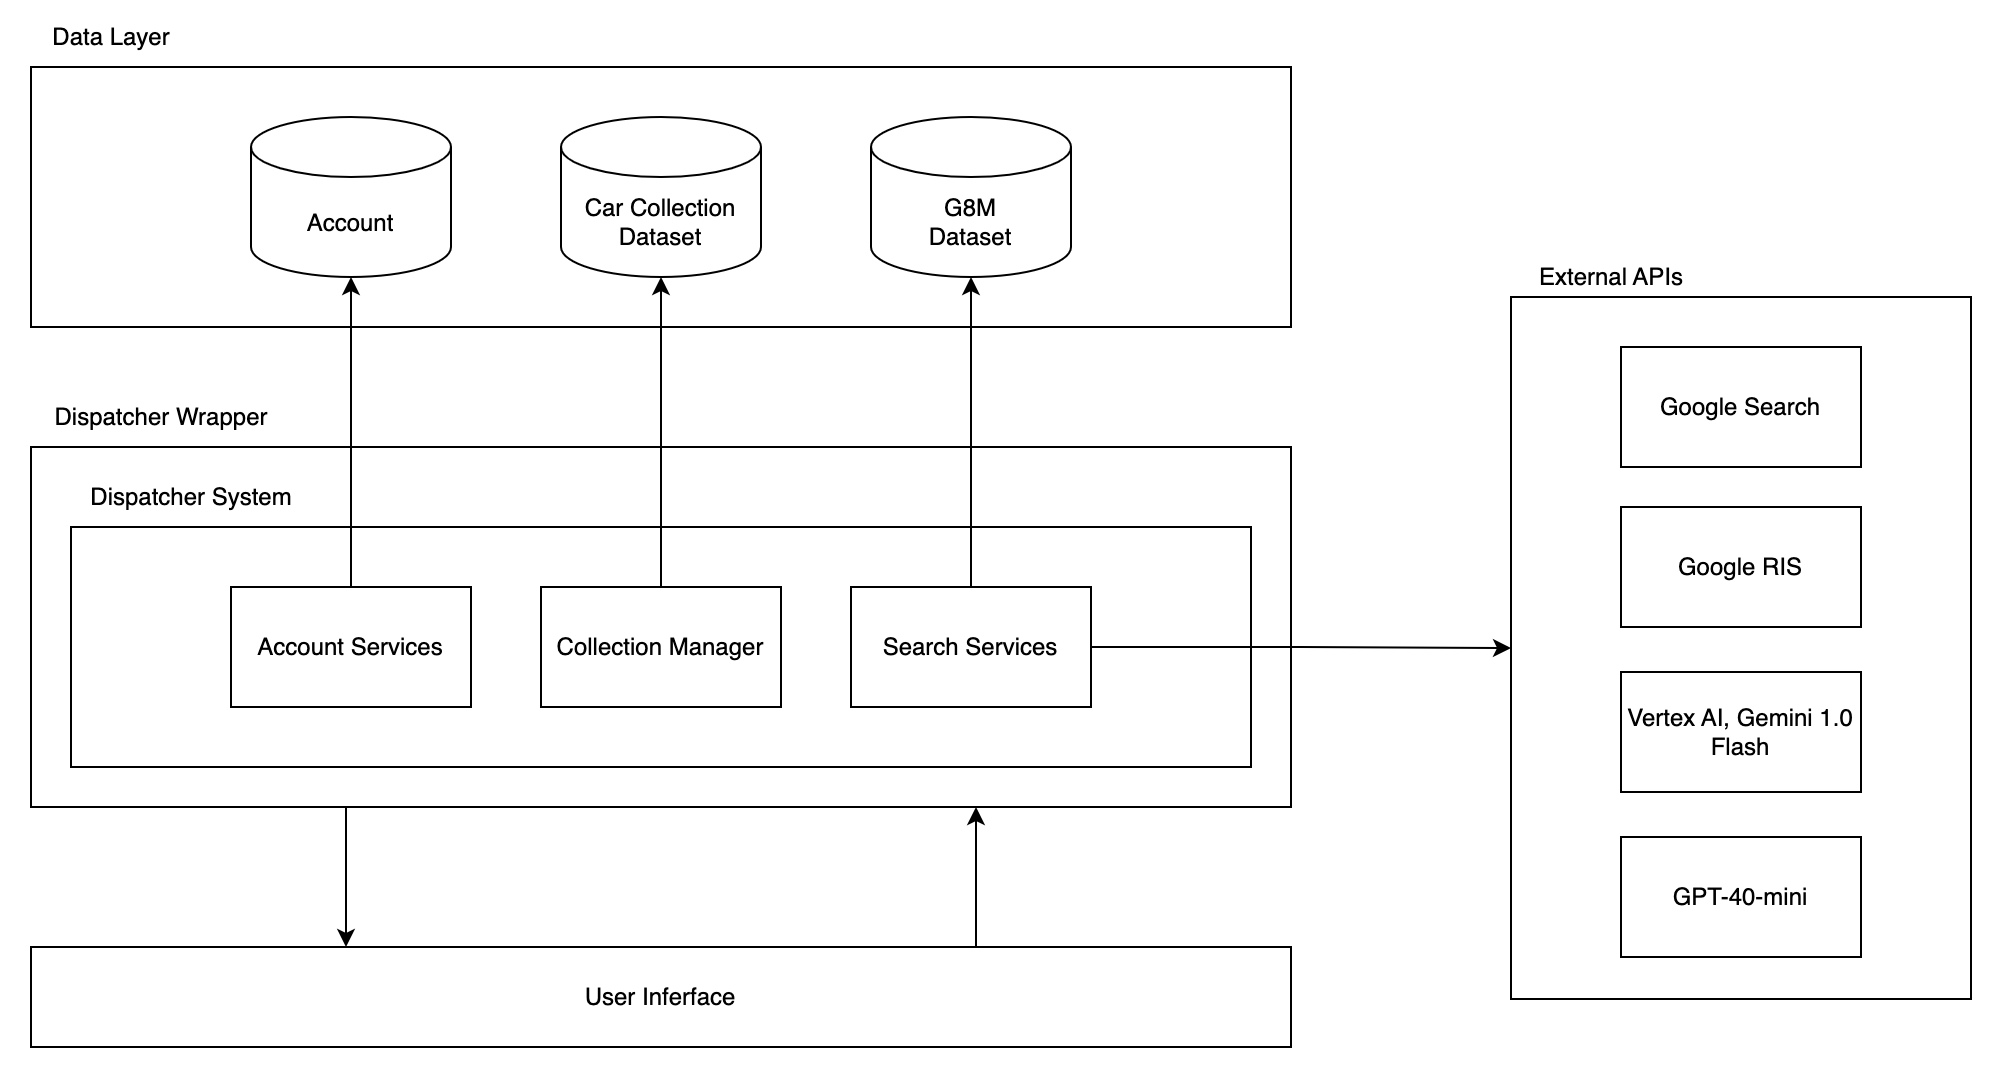 Data Layer
Account
Car Collection
Dataset
G8M
Dataset
External APIs
Google Search
Google RIS
Vertex AI, Gemini 1.0
Flash
GPT-40-mini
Dispatcher Wrapper
Dispatcher System
Account Services
Collection Manager
Search Services
User Inferface